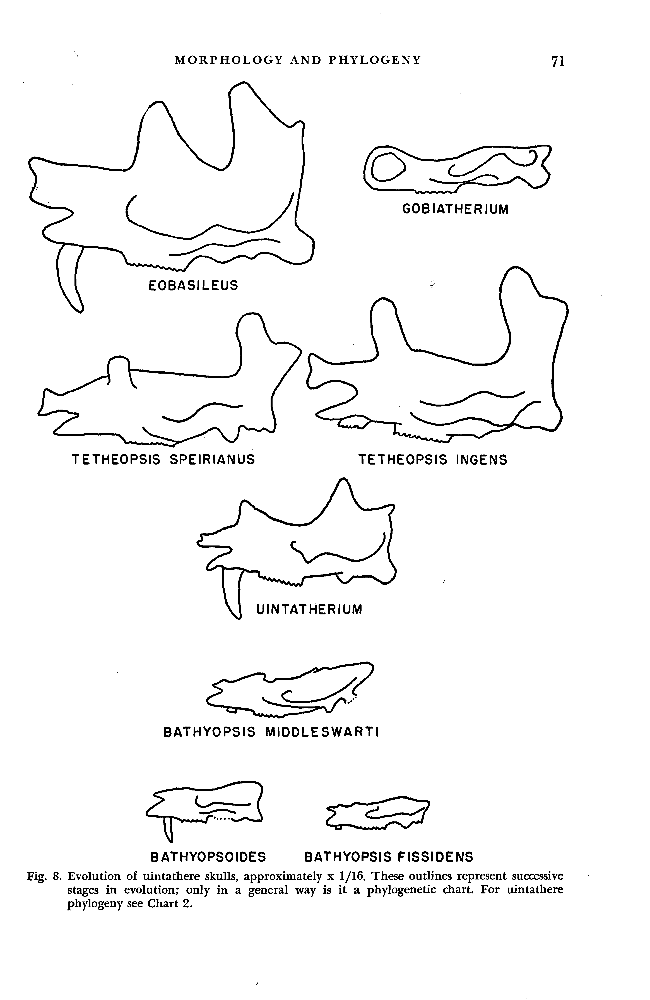 MORPHOLOGY AND PHYLOGENY 71
GOBIATHERIUM
EOBASILEUS
TETHEOPSIS SPEIRIANUS TETHEOPSIS INGENS
UINTATHERIUM
BATHYOPSIS MIDDLESWARTI
BATHYOPSOIDES BATHYOPSIS FISSIDENS
Fig. 8. Evolution of uintathere skulls, approximately x 1/16. These outlines represent successive
stages in evolution; only in a general way is it a phylogenetic chart. For uintathere
phylogeny see Chart 2.